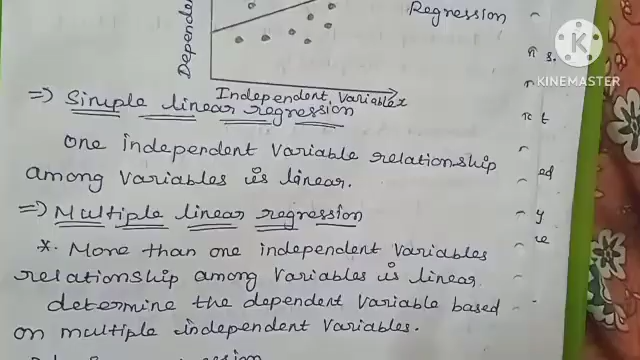 Dependen
Regression
KINEMASTER
Independent variable x
=> Simple linear regression
One independent variable relationship
among variables is linear.
=> Multiple linear regression
*. More than one independent variables
relationship among variables is linear
determine the dependent variable based
on multiple independent variables.